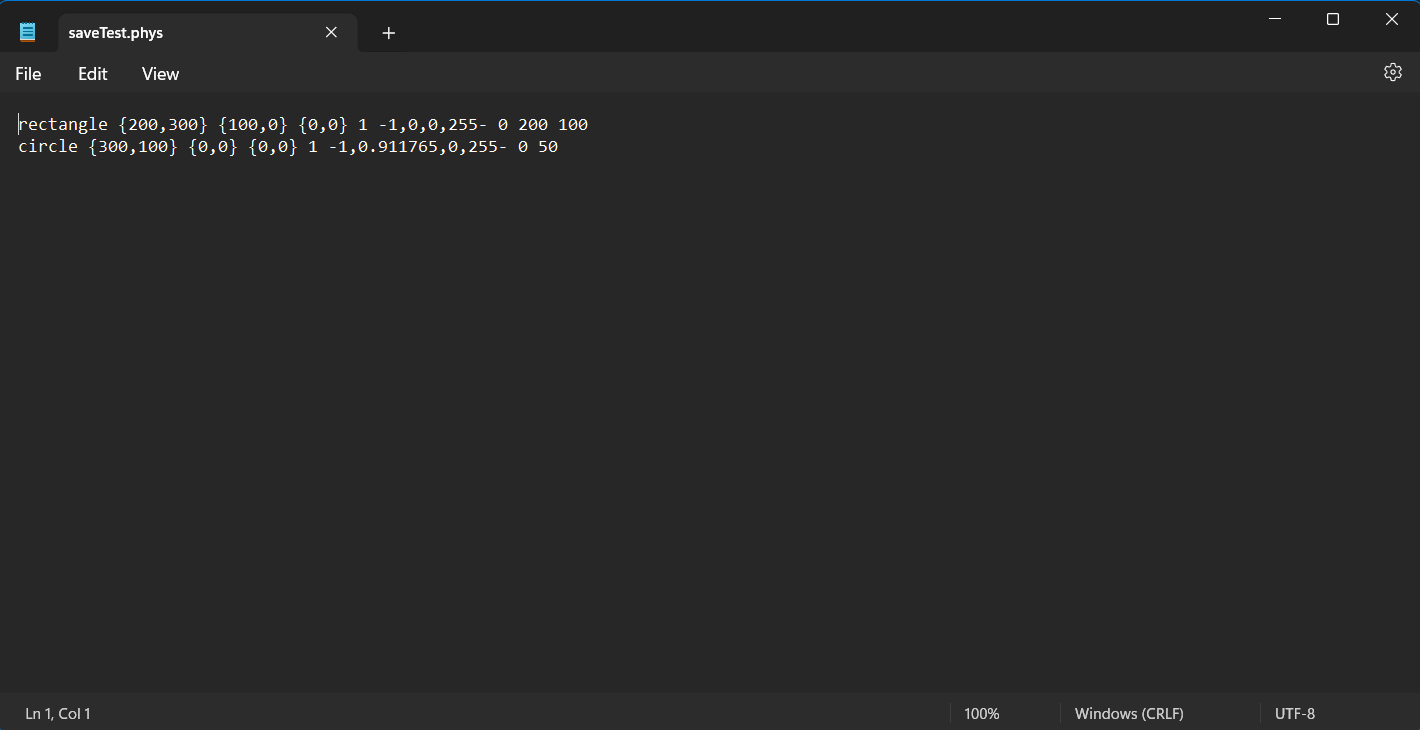 saveTest.phys
File Edit View
rectangle {200,300} {100,0} {0,0} 1 -1,0,0,255- 0 200 100
circle {300,100} {0,0} {0,0} 1 -1,0.911765,0,255- 0 50
Ln 1, Col 1 100% Windows (CRLF) UTF-8